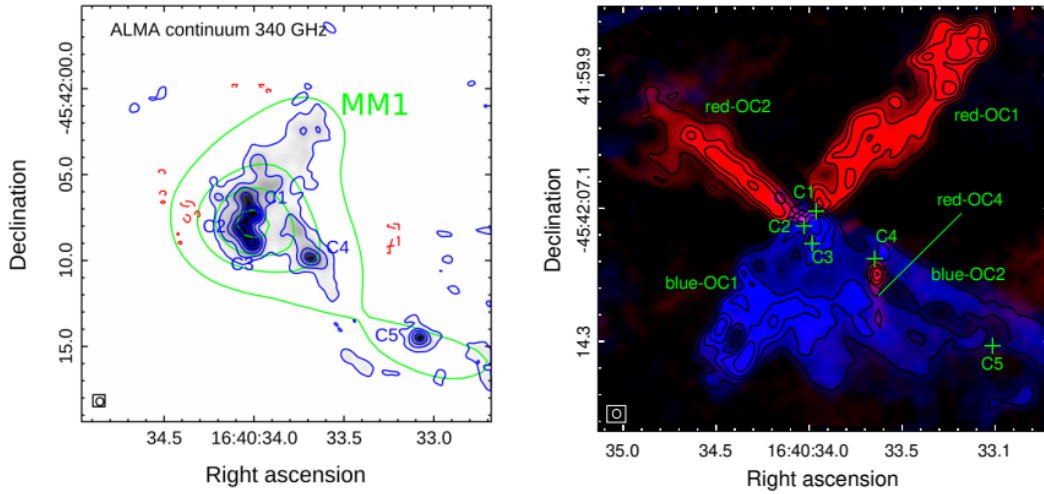 ALMA continuum 340 GHz
MM1
C1
C2
C3
C4
C5
Declination
-45:42:00.0
05.0
10.0
15.0
34.5
16:40:34.0
33.5
33.0
Right ascension
red-OC2
red-OC1
C1
red-OC4
C2
C3
C4
blue-OC1
blue-OC2
C5
Declination
41:59.9
-45:42:07.1
14.3
35.0
34.5
16:40:34.0
33.5
33.1
Right ascension